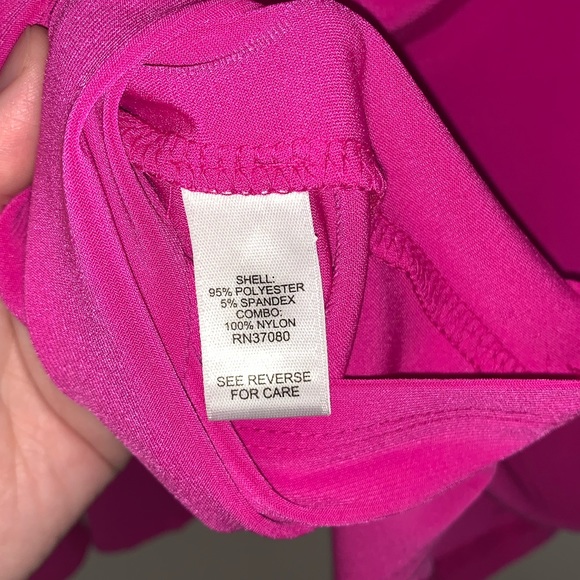 SHELL:
95% POLYESTER
5% SPANDEX
COMBO:
100% NYLON
RN37080
SEE REVERSE
FOR CARE